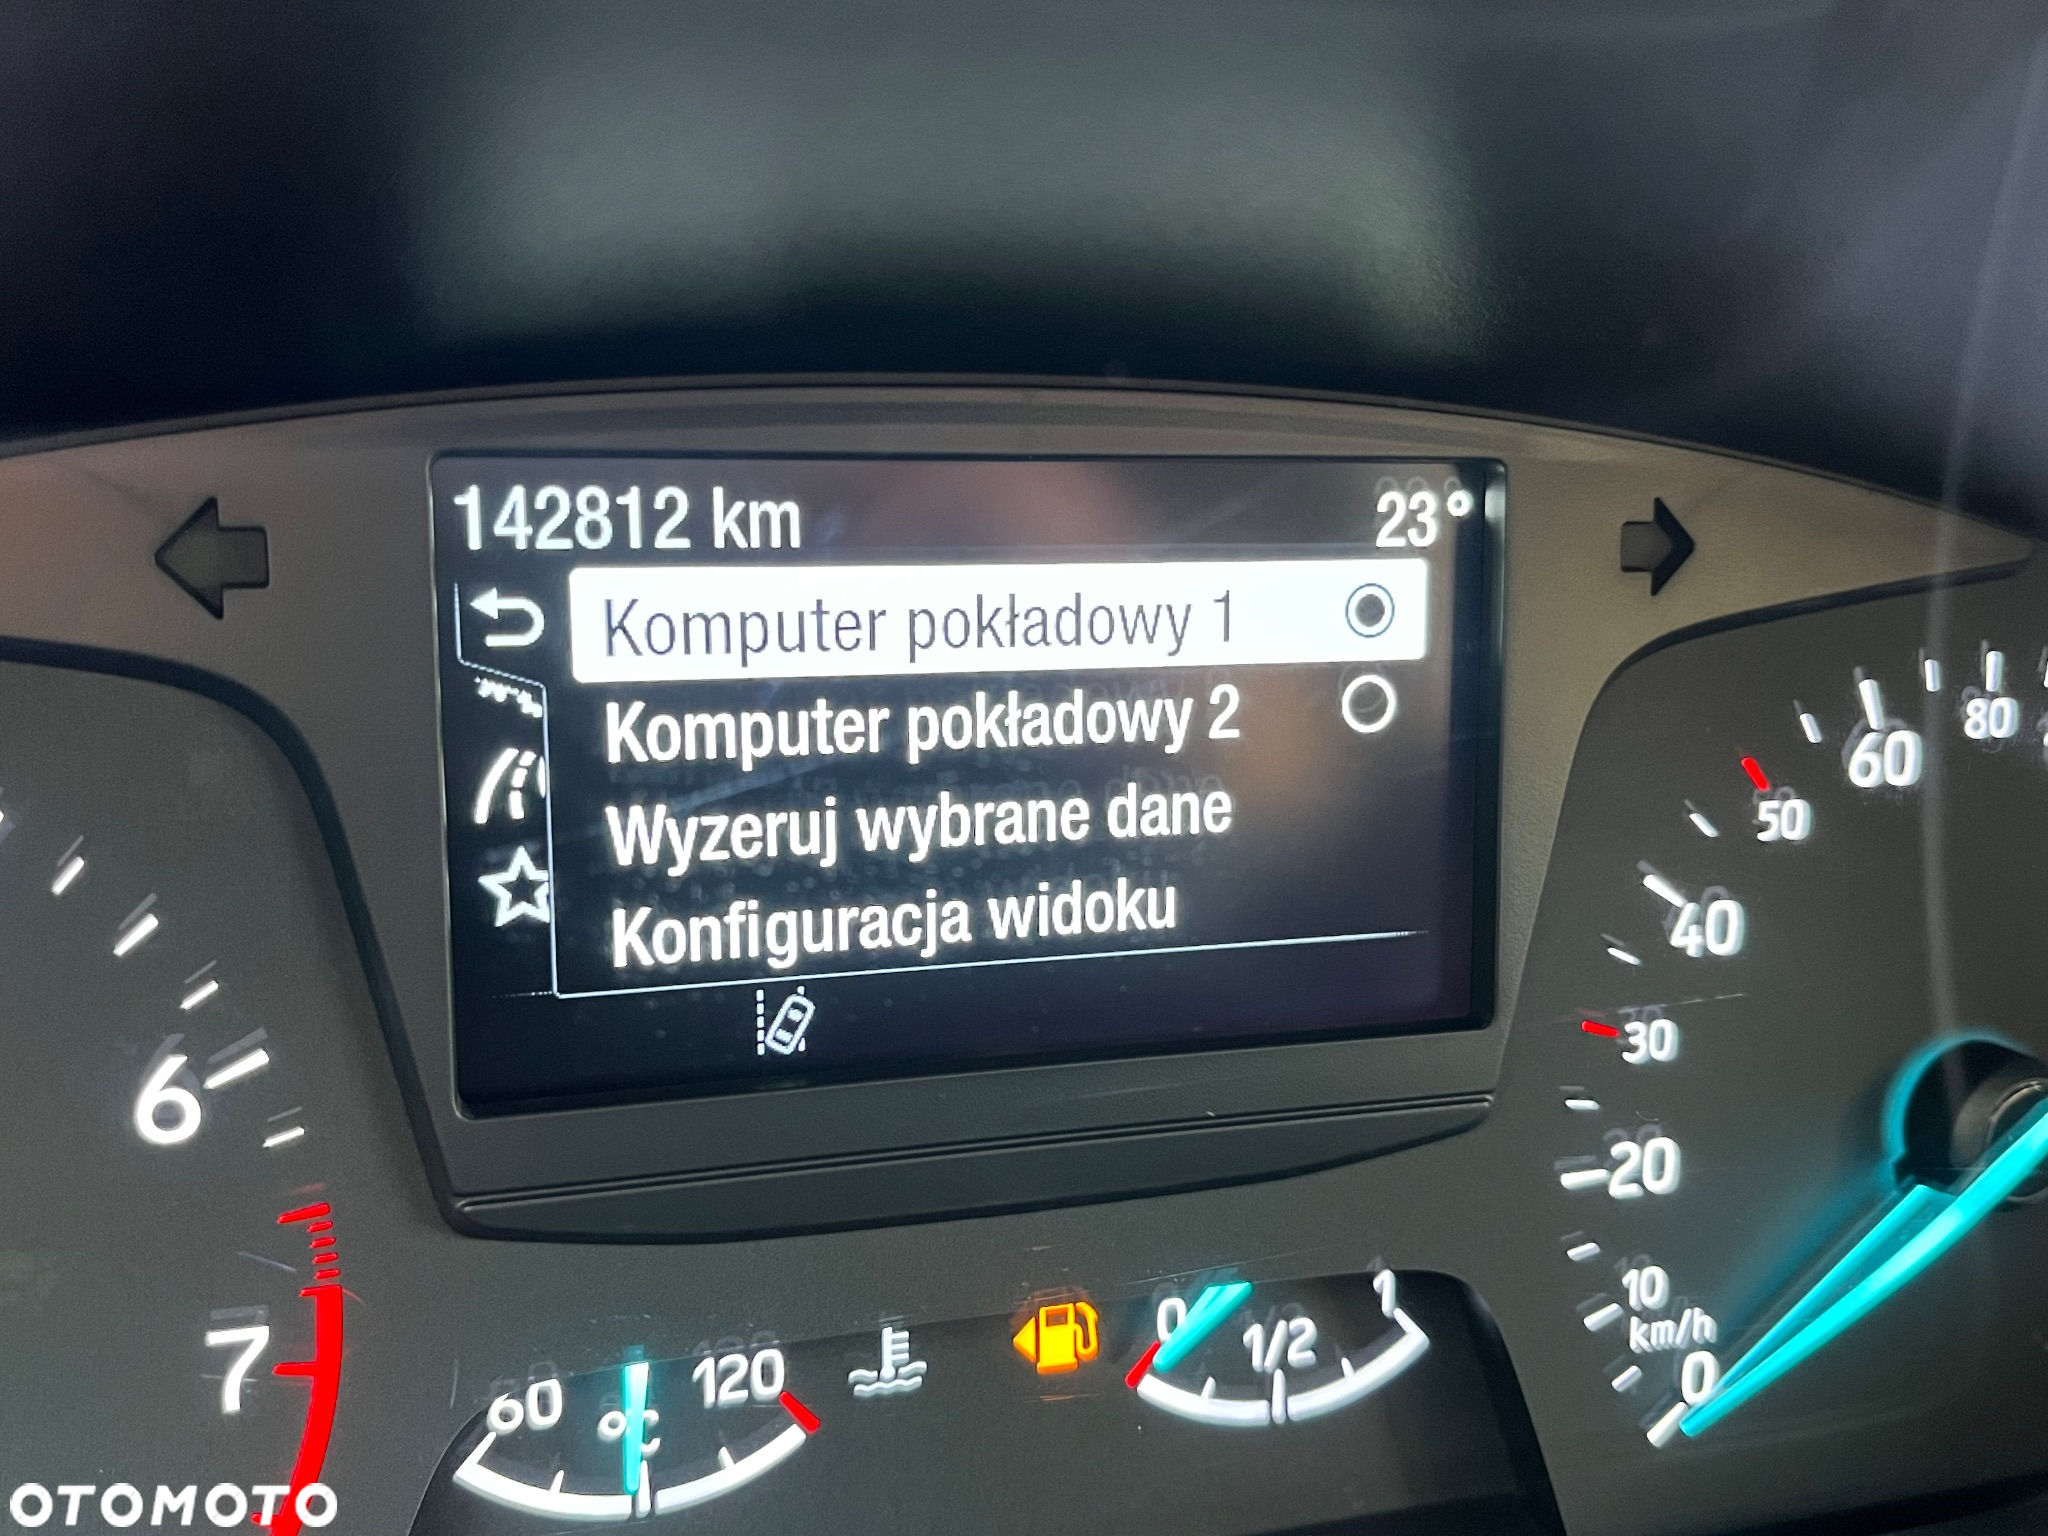 142812 km 23°
Komputer pokładowy 1
Komputer pokładowy 2
Wyzeruj wybrane dane
Konfiguracja widoku
6
7
60 °C 120
0 1/2 1
80
60
50
40
30
20
10
km/h
0
OTOMOTO